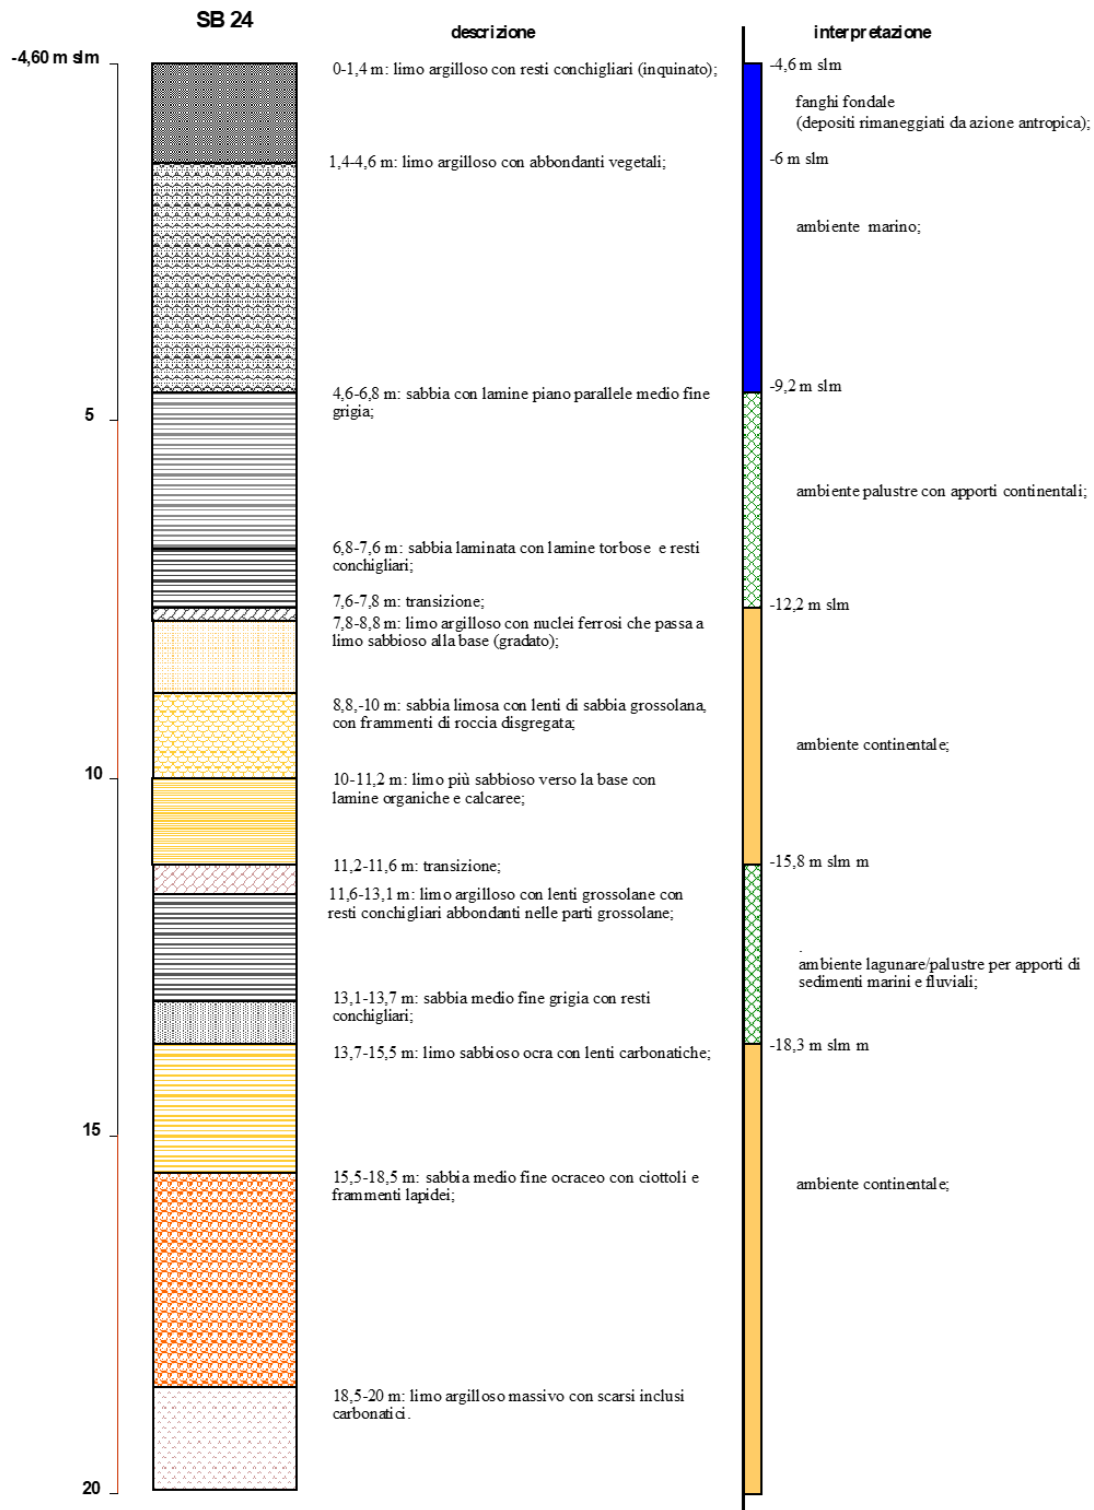 SB 24
descrizione
interpretazione
-4,60 m slm
0-1,4 m: limo argilloso con resti conchigliari (inquinato);
-4,6 m slm
fanghi fondale
(depositi rimaneggiati da azione antropica);
1,4-4,6 m: limo argilloso con abbondanti vegetali;
-6 m slm
ambiente marino;
4,6-6,8 m: sabbia con lamine piano parallele medio fine
grigia;
-9,2 m slm
5
ambiente palustre con apporti continentali;
6,8-7,6 m: sabbia laminata con lamine torbose e resti
conchigliari;
7,6-7,8 m: transizione;
-12,2 m slm
7,8-8,8 m: limo argilloso con nuclei ferrosi che passa a
limo sabbioso alla base (gradato);
8,8,-10 m: sabbia limosa con lenti di sabbia grossolana,
con frammenti di roccia disgregata;
ambiente continentale;
10
10-11,2 m: limo più sabbioso verso la base con
lamine organiche e calcaree;
11,2-11,6 m: transizione;
-15,8 m slm m
11,6-13,1 m: limo argilloso con lenti grossolane con
resti conchigliari abbondanti nelle parti grossolane;
.
ambiente lagunare/palustre per apporti di
sedimenti marini e fluviali;
13,1-13,7 m: sabbia medio fine grigia con resti
conchigliari;
13,7-15,5 m: limo sabbioso ocra con lenti carbonatiche;
-18,3 m slm m
15
15,5-18,5 m: sabbia medio fine ocraceo con ciottoli e
frammenti lapidei;
ambiente continentale;
18,5-20 m: limo argilloso massivo con scarsi inclusi
carbonatici.
20